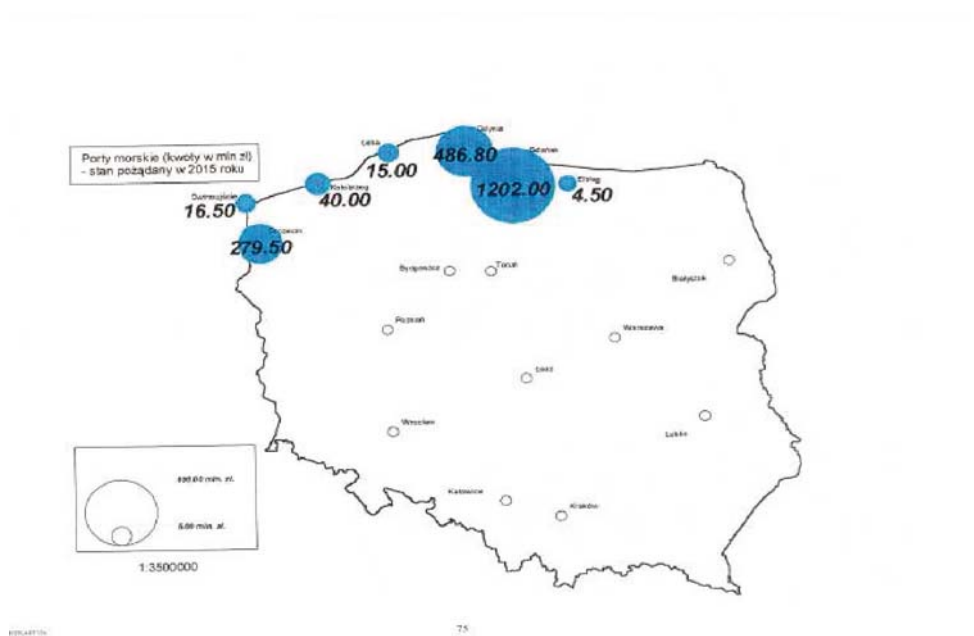 Porty morskie (kwoty w mln zł)
- stan pożądany w 2015 roku
Gdynia
486.80
Gdańsk
1202.00
Łeba
15.00
Elbląg
4.50
Kołobrzeg
40.00
Świnoujście
16.50
Szczecin
279.50
Bydgoszcz
Toruń
Białystok
Poznań
Warszawa
Łódź
Wrocław
Lublin
Katowice
Kraków
mln. zł.
5.00 mln. zł.
1:3500000
75